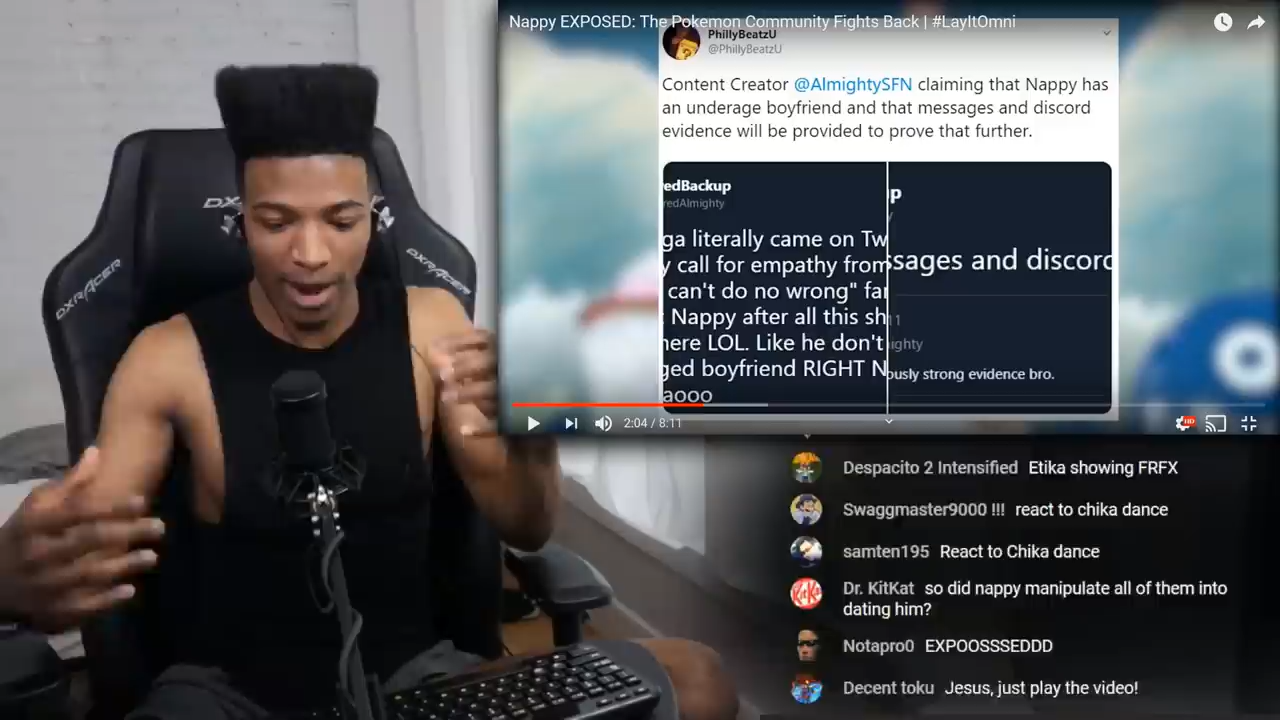 Nappy EXPOSED: The Pokemon Community Fights Back | #LayItOmni
PhillyBeatzU
@PhillyBeatzU
Content Creator @AlmightySFN claiming that Nappy has
an underage boyfriend and that messages and discord
evidence will be provided to prove that further.
edBackup
redAlmighty
ga literally came on Tw
y call for empathy from
can't do no wrong" far
Nappy after all this sh
here LOL. Like he don't
ged boyfriend RIGHT N
aooo
p
ssages and discord
11
ighty
ously strong evidence bro.
2:04 / 8:11
HD
DXRACER
DXRACER
Despacito 2 Intensified Etika showing FRFX
Swaggmaster9000 !!! react to chika dance
samten195 React to Chika dance
Dr. KitKat so did nappy manipulate all of them into
dating him?
Notapro0 EXPOOSSSEDDD
Decent toku Jesus, just play the video!